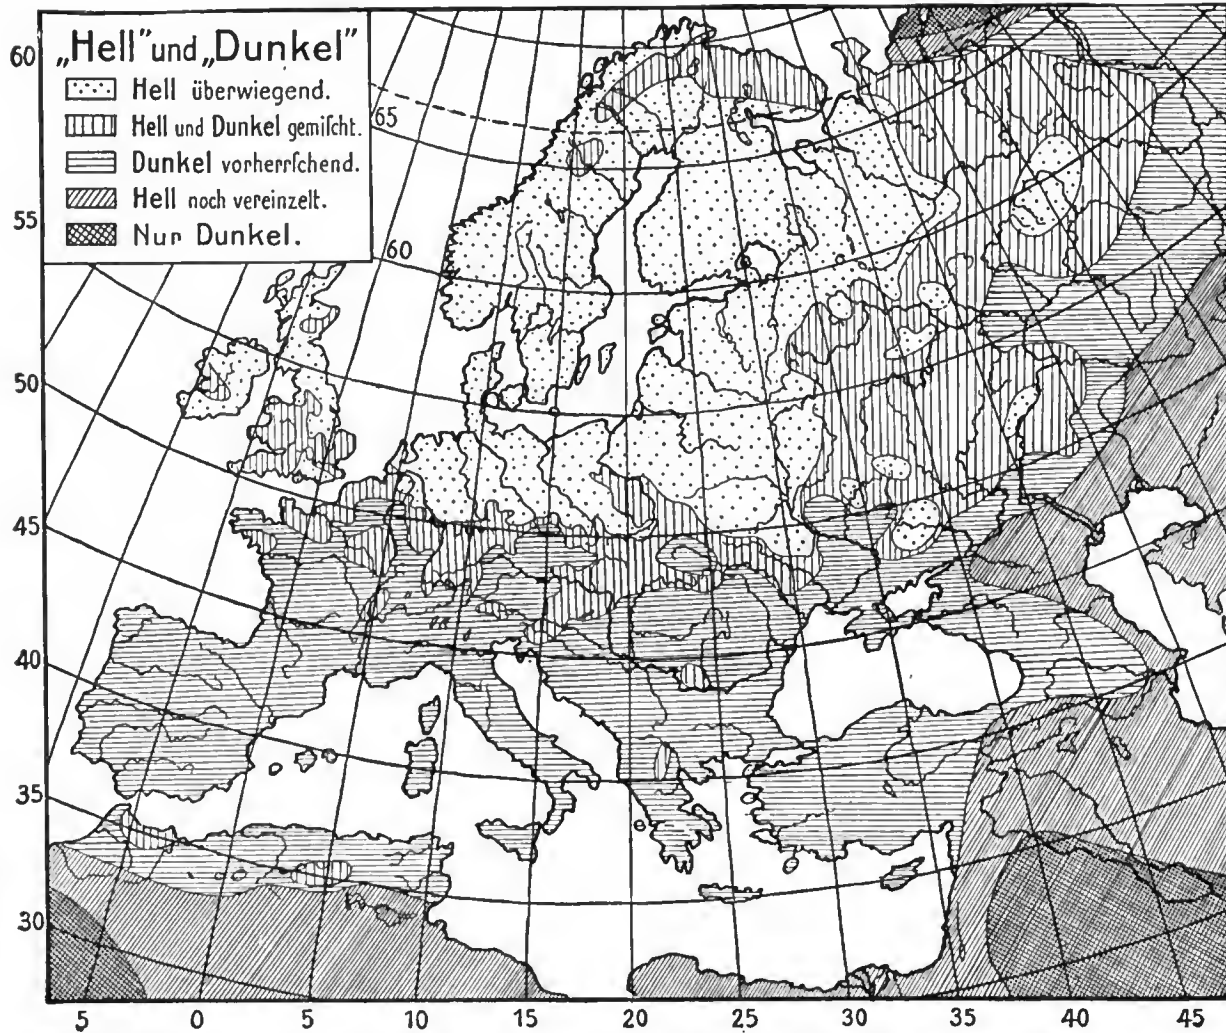 „Hell” und „Dunkel”
Hell überwiegend.
Hell und Dunkel gemiſcht.
Dunkel vorherrſchend.
Hell noch vereinzelt.
Nur Dunkel.
60
55
50
45
40
35
30
65
60
5 0 5 10 15 20 25 30 35 40 45